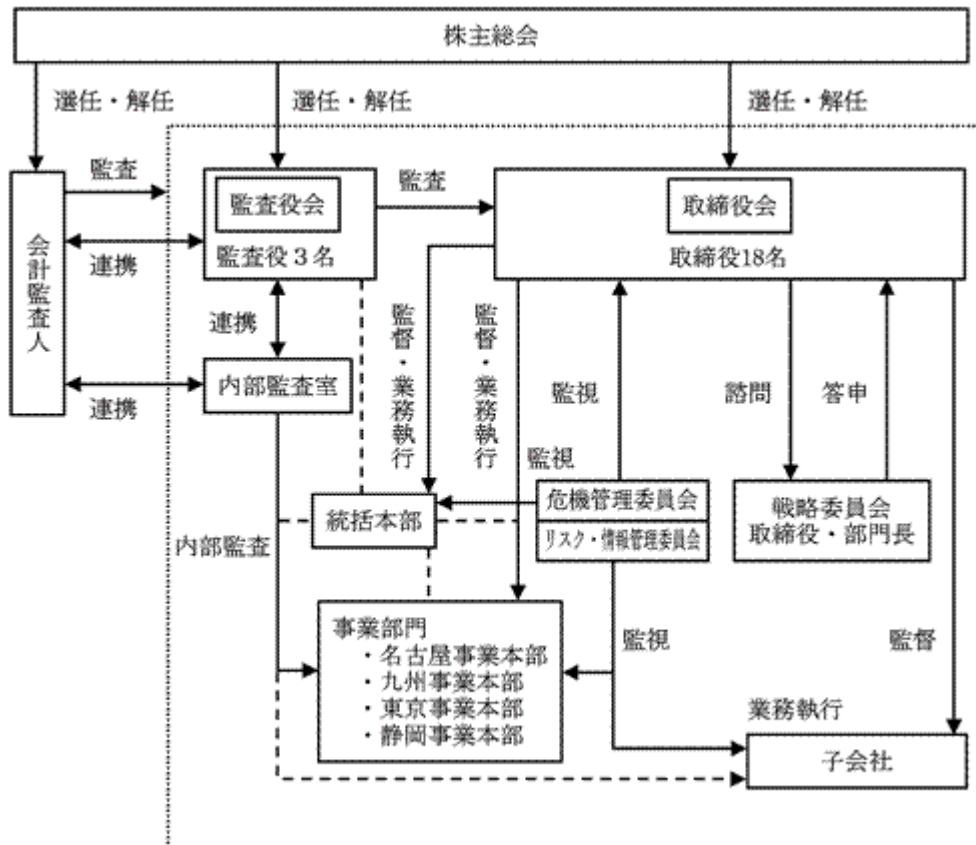 株主総会
選任・解任
選任・解任
選任・解任
監査
監査役会
監査役3名
監査
取締役会
取締役18名
会計監査人
連携
連携
内部監査室
連携
監督・業務執行
監督・業務執行
監視
諮問
答申
監視
統括本部
危機管理委員会
リスク・情報管理委員会
戦略委員会
取締役・部門長
内部監査
事業部門
・名古屋事業本部
・九州事業本部
・東京事業本部
・静岡事業本部
監視
監督
業務執行
子会社